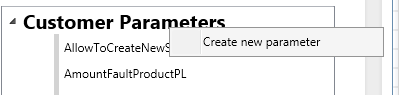 Customer Parameters
Create new parameter
AllowToCreateNewS
AmountFaultProductPL